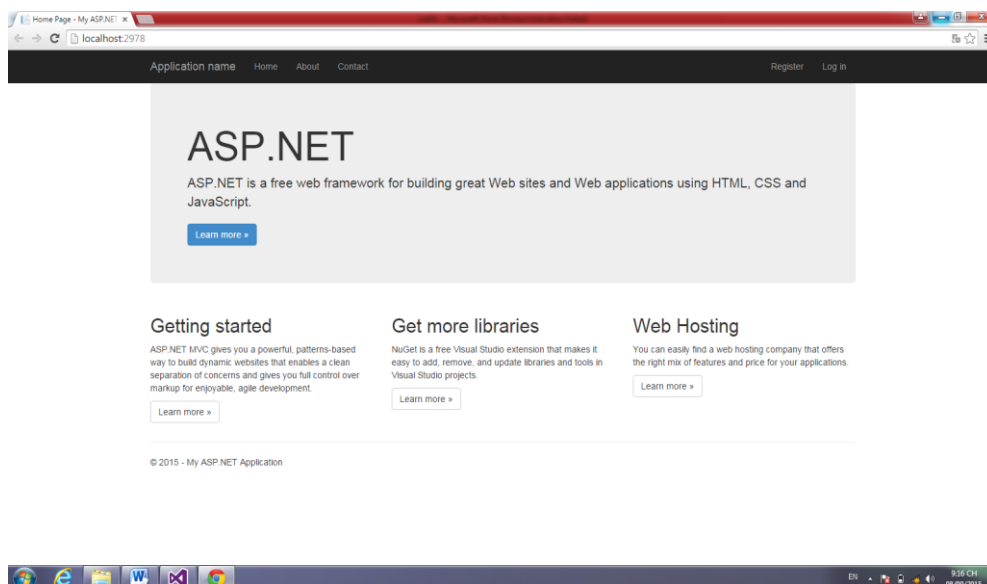 Home Page - My ASP.NET
localhost:2978
Application name Home About Contact Register Log in
ASP.NET
ASP.NET is a free web framework for building great Web sites and Web applications using HTML, CSS and
JavaScript.
Learn more »
Getting started
ASP.NET MVC gives you a powerful, patterns-based
way to build dynamic websites that enables a clean
separation of concerns and gives you full control over
markup for enjoyable, agile development.
Learn more »
Get more libraries
NuGet is a free Visual Studio extension that makes it
easy to add, remove, and update libraries and tools in
Visual Studio projects.
Learn more »
Web Hosting
You can easily find a web hosting company that offers
the right mix of features and price for your applications.
Learn more »
© 2015 - My ASP.NET Application
EN
9:16 CH